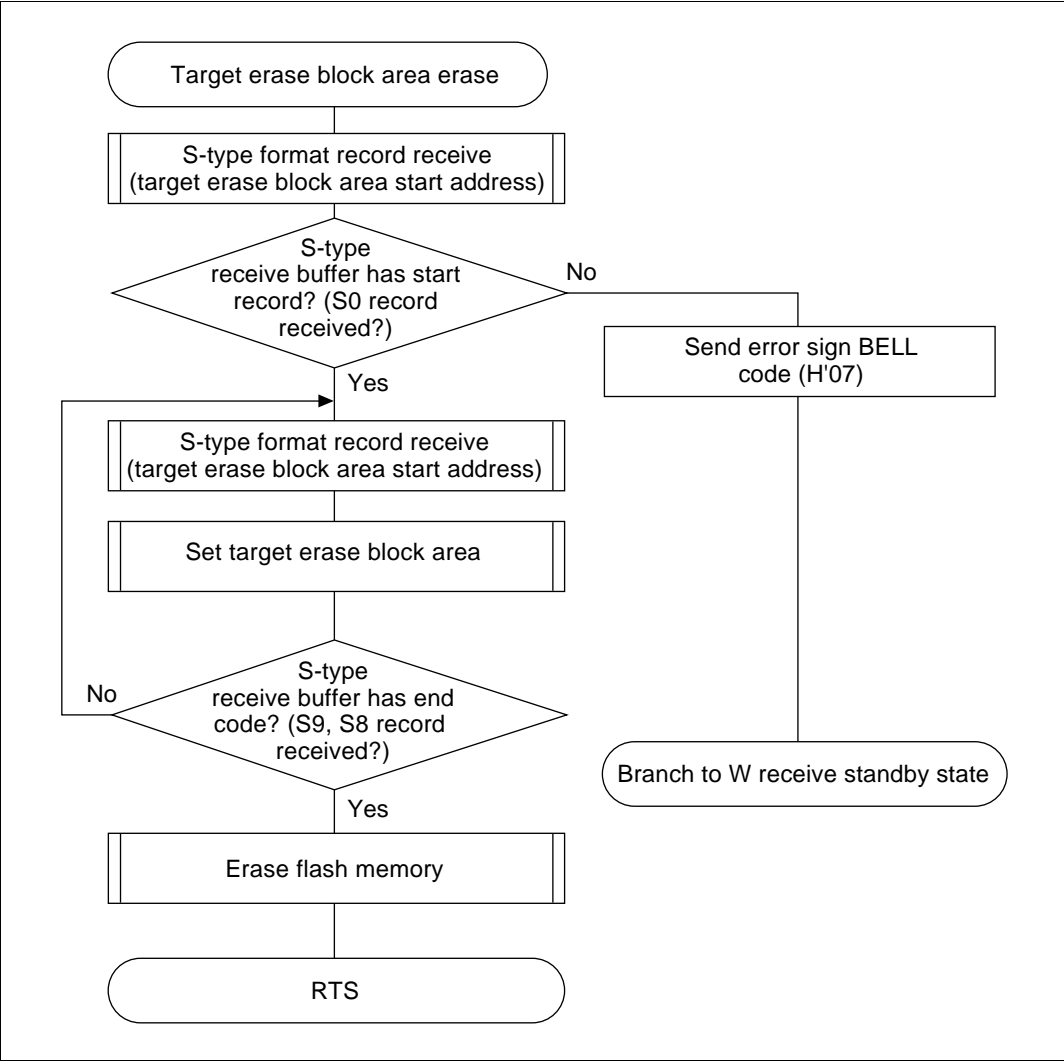 Target erase block area erase
S-type format record receive
(target erase block area start address)
S-type
receive buffer has start
record? (S0 record
received?)
No
Send error sign BELL
code (H'07)
Yes
S-type format record receive
(target erase block area start address)
Set target erase block area
S-type
receive buffer has end
code? (S9, S8 record
received?)
No
Branch to W receive standby state
Yes
Erase flash memory
RTS